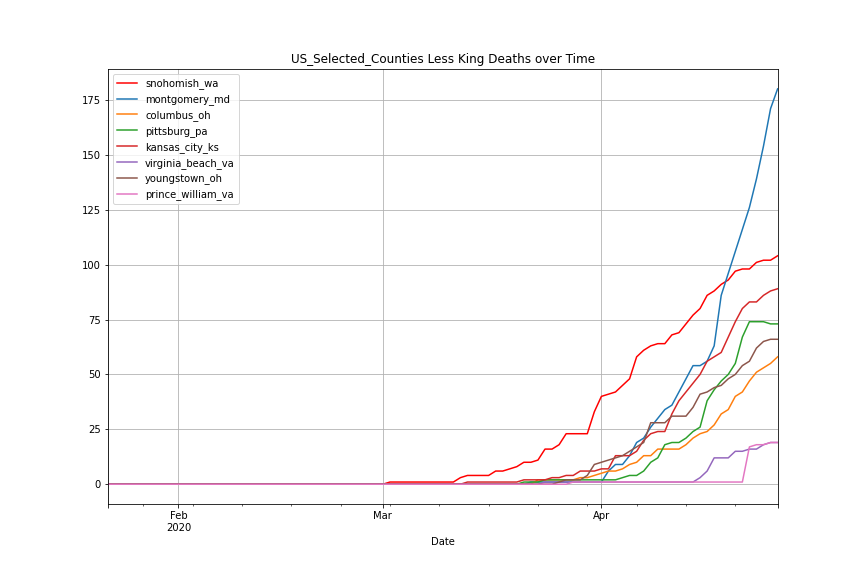 US_Selected_Counties Less King Deaths over Time
snohomish_wa
montgomery_md
columbus_oh
pittsburg_pa
kansas_city_ks
virginia_beach_va
youngstown_oh
prince_william_va
175
150
125
100
75
50
25
0
Feb
2020
Mar
Apr
Date